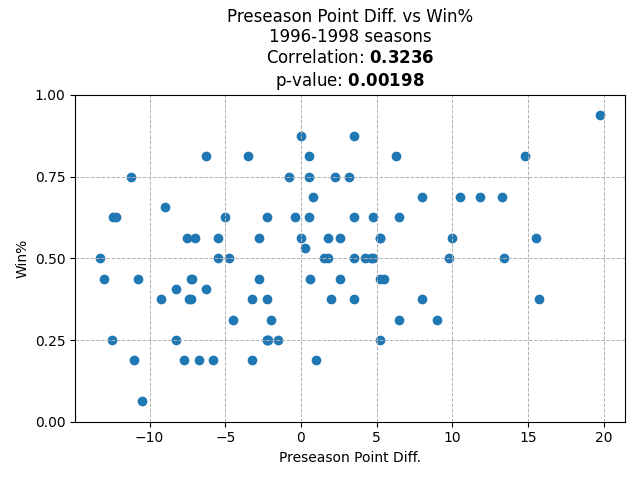 Preseason Point Diff. vs Win%
1996-1998 seasons
Correlation: 0.3236
p-value: 0.00198
1.00
0.75
0.50
0.25
0.00
Win%
−10
−5
0
5
10
15
20
Preseason Point Diff.